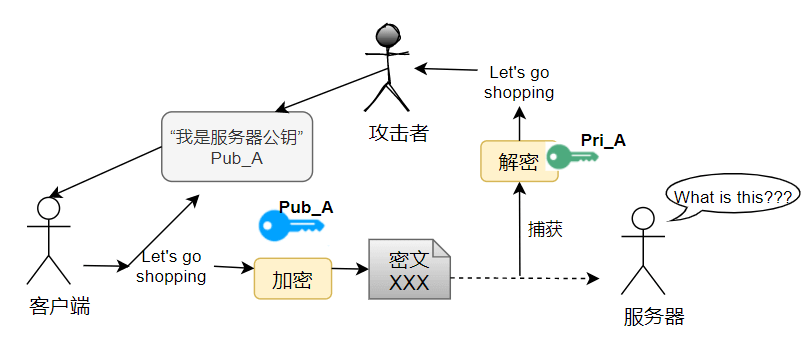 Let's go
shopping
攻击者
“我是服务器公钥”
Pub_A
解密
Pri_A
What is this???
Pub_A
捕获
Let's go
shopping
加密
密文
XXX
客户端
服务器